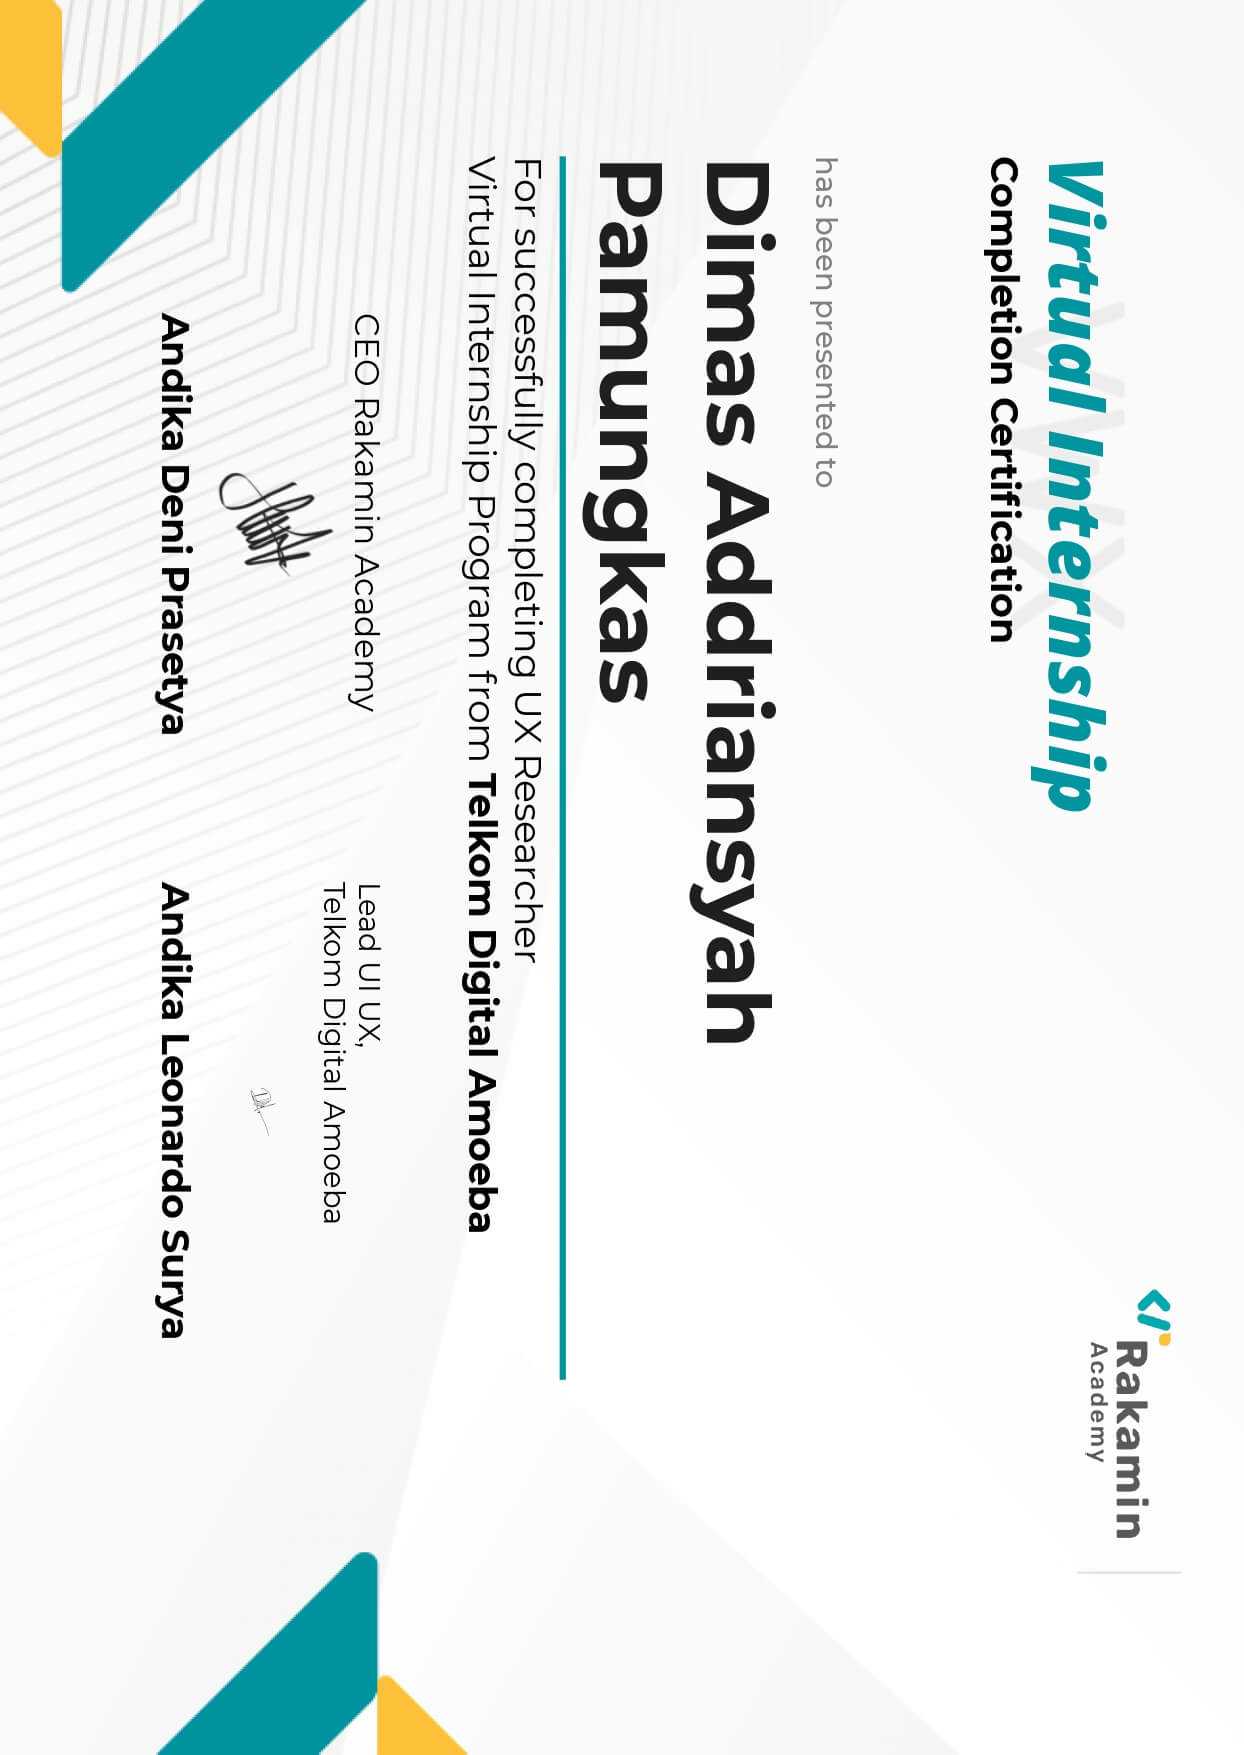 Rakamin
Academy
VWX
Virtual Internship
Completion Certification
has been presented to
Dimas Addriansyah
Pamungkas
For successfully completing UX Researcher
Virtual Internship Program from Telkom Digital Amoeba
CEO Rakamin Academy
Andika Deni Prasetya
Lead UI UX,
Telkom Digital Amoeba
Andika Leonardo Surya